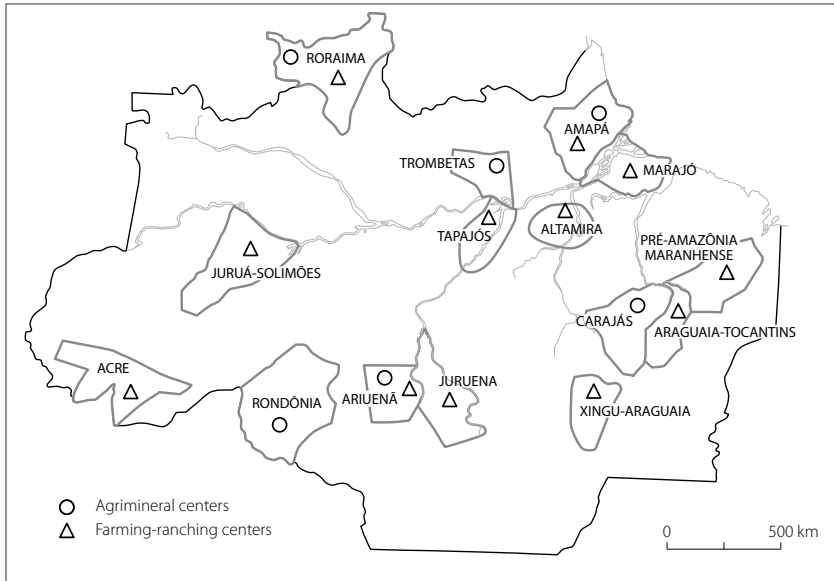 RORAIMA
AMAPÁ
TROMBETAS
MARAJÓ
TAPAJÓS
ALTAMIRA
PRÉ-AMAZÔNIA
MARANHENSE
JURUÁ-SOLIMÕES
CARAJÁS
ARAGUAIA-TOCANTINS
ACRE
RONDÔNIA
ARIUENÃ
JURUENA
XINGU-ARAGUAIA
Agrimineral centers
Farming-ranching centers
0 500 km